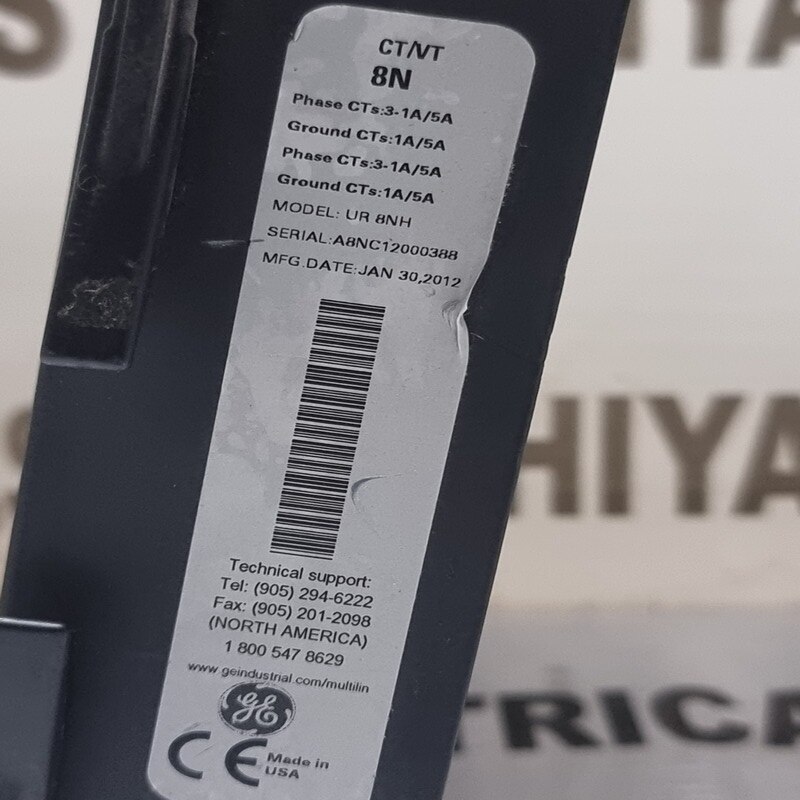 CT/VT
8N
Phase CTs:3-1A/5A
Ground CTs:1A/5A
Phase CTs:3-1A/5A
Ground CTs:1A/5A
MODEL: UR 8NH
SERIAL:A8NC12000388
MFG.DATE:JAN 30,2012
Technical support:
Tel: (905) 294-6222
Fax: (905) 201-2098
(NORTH AMERICA)
1 800 547 8629
www.geindustrial.com/multilin
GE
CE Made in
USA